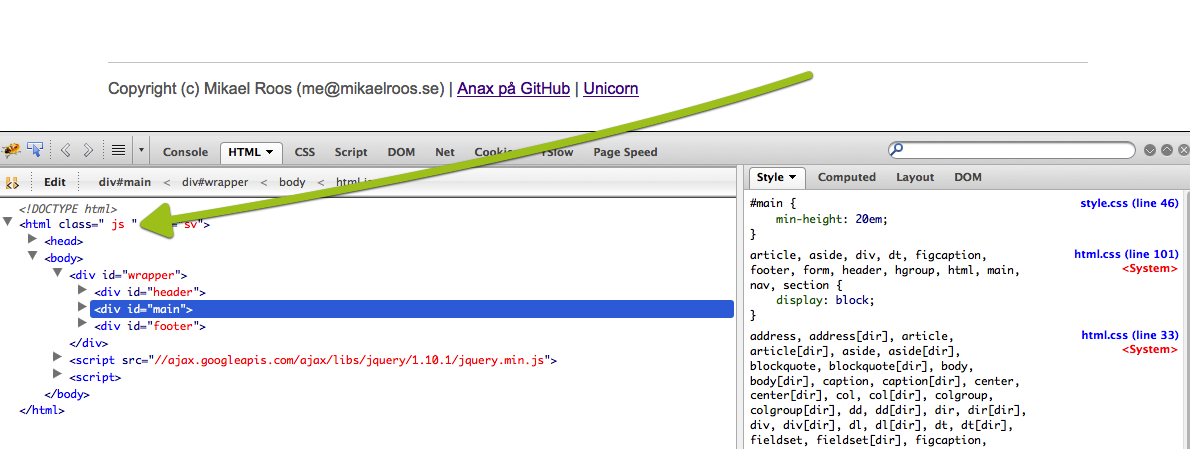 Copyright (c) Mikael Roos (me@mikaelroos.se) | Anax på GitHub | Unicorn
Console HTML CSS Script DOM Net YSlow Page Speed
Edit div#main < div#wrapper < body < html
Style Computed Layout DOM
<!DOCTYPE html>
<html class=" js " sv">
<head>
<body>
<div id="wrapper">
<div id="header">
<div id="main">
<div id="footer">
</div>
<script src="//ajax.googleapis.com/ajax/libs/jquery/1.10.1/jquery.min.js">
<script>
</body>
</html>
#main { style.css (line 46)
min-height: 20em;
}
article, aside, div, dt, figcaption, html.css (line 101)
footer, form, header, hgroup, html, main, <System>
nav, section {
display: block;
}
address, address[dir], article, html.css (line 33)
article[dir], aside, aside[dir], <System>
blockquote, blockquote[dir], body,
body[dir], caption, caption[dir], center,
center[dir], col, col[dir], colgroup,
colgroup[dir], dd, dd[dir], dir, dir[dir],
div, div[dir], dl, dl[dir], dt, dt[dir],
fieldset, fieldset[dir], figcaption,